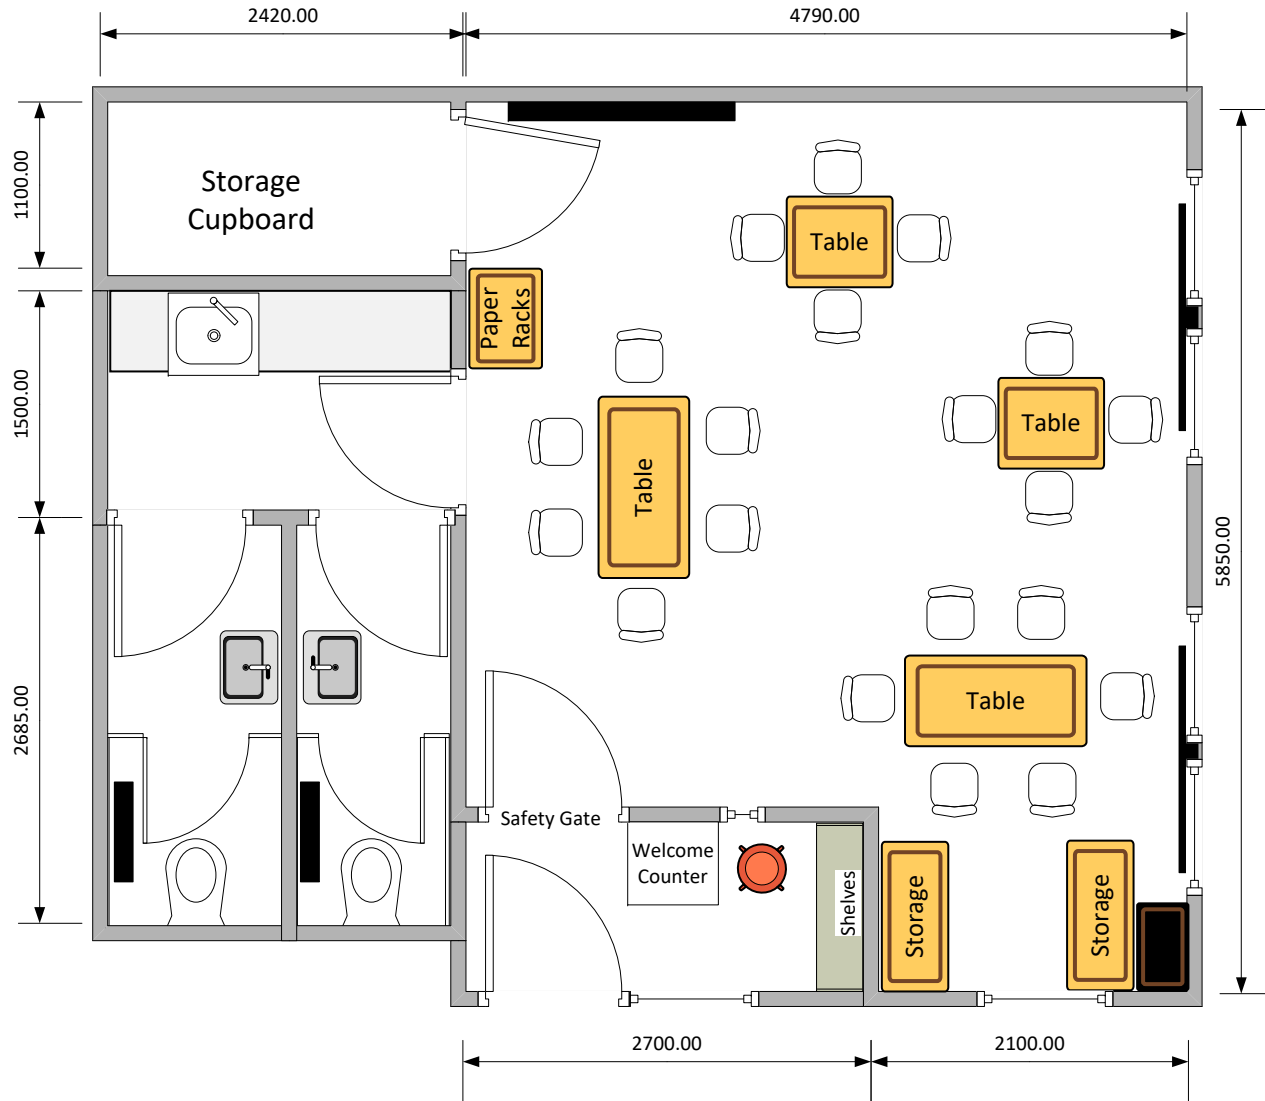 2420.00
4790.00
1100.00
Storage
Cupboard
Table
Paper
Racks
1500.00
Table
Table
5850.00
2685.00
Table
Safety Gate
Welcome
Counter
Shelves
Storage
Storage
2700.00
2100.00